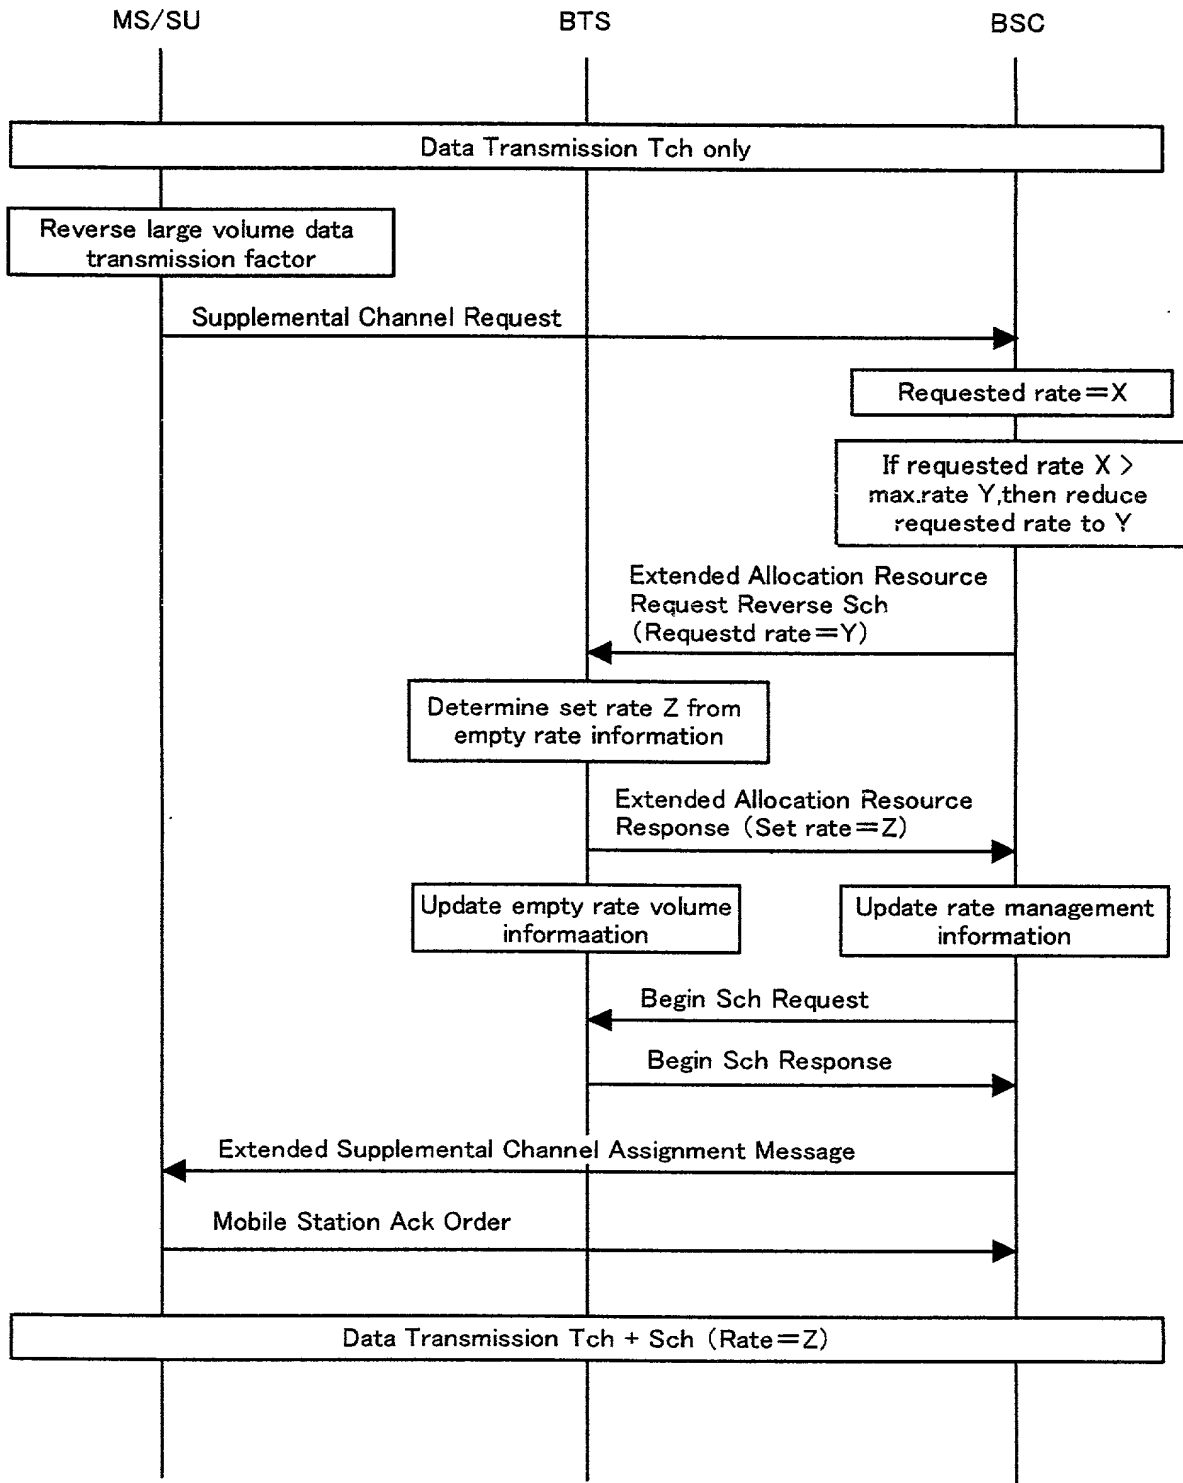 MS/SU
BTS
BSC
Data Transmission Tch only
Reverse large volume data
transmission factor
Supplemental Channel Request
Requested rate=X
If requested rate X >
max.rate Y,then reduce
requested rate to Y
Extended Allocation Resource
Request Reverse Sch
(Requestd rate=Y)
Determine set rate Z from
empty rate information
Extended Allocation Resource
Response (Set rate=Z)
Update empty rate volume
informaation
Update rate management
information
Begin Sch Request
Begin Sch Response
Extended Supplemental Channel Assignment Message
Mobile Station Ack Order
Data Transmission Tch + Sch (Rate=Z)